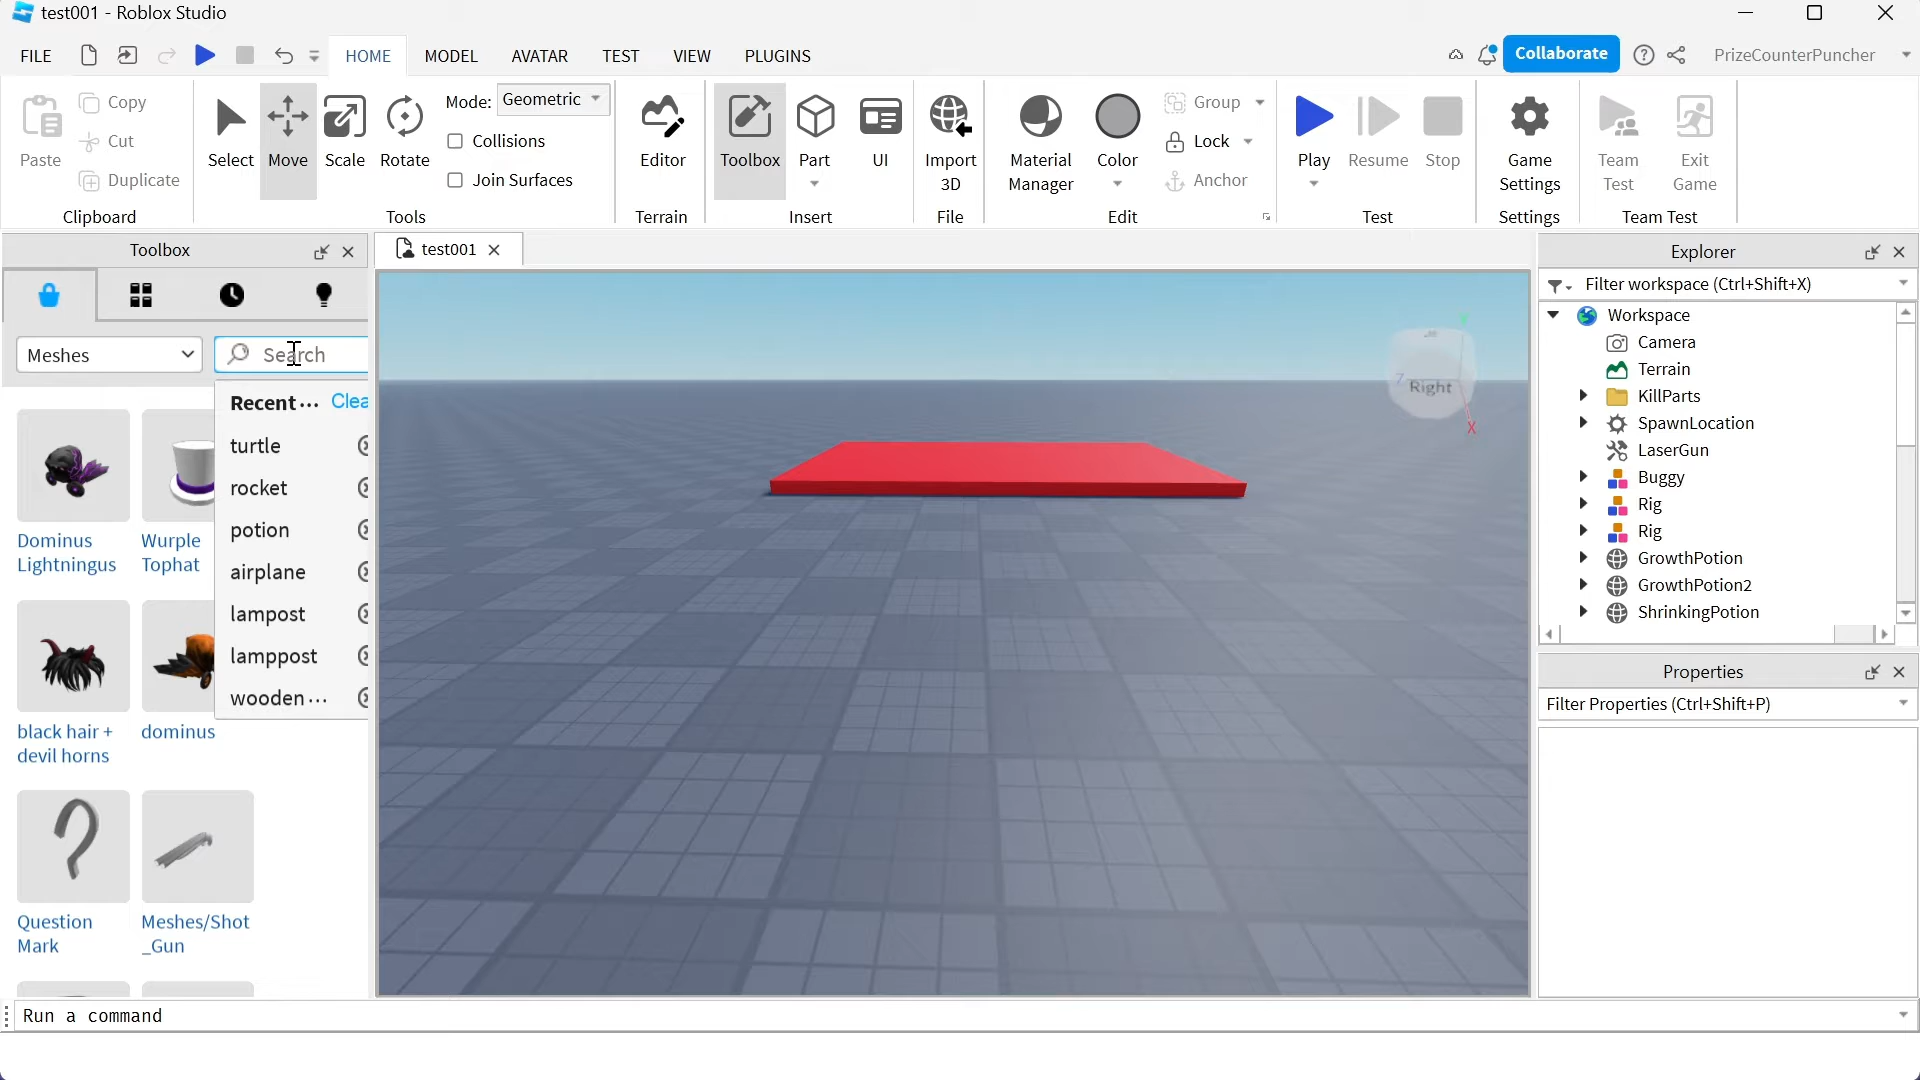 test001 - Roblox Studio
FILE HOME MODEL AVATAR TEST VIEW PLUGINS Collaborate PrizeCounterPuncher
Paste Copy Cut Duplicate
Clipboard
Select Move Scale Rotate
Mode: Geometric
Collisions
Join Surfaces
Tools
Editor
Terrain
Toolbox Part UI
Insert
Import
3D
File
Material
Manager
Color
Group
Lock
Anchor
Edit
Play Resume Stop
Test
Game
Settings
Settings
Team
Test
Exit
Game
Team Test
Toolbox
Meshes Search
Recent... Clea
turtle
rocket
potion
airplane
lampost
lamppost
wooden...
Dominus
Lightningus
Wurple
Tophat
black hair +
devil horns
dominus
Question
Mark
Meshes/Shot
_Gun
test001
Right
Z
X
Explorer
Filter workspace (Ctrl+Shift+X)
Workspace
Camera
Terrain
KillParts
SpawnLocation
LaserGun
Buggy
Rig
Rig
GrowthPotion
GrowthPotion2
ShrinkingPotion
Properties
Filter Properties (Ctrl+Shift+P)
Run a command